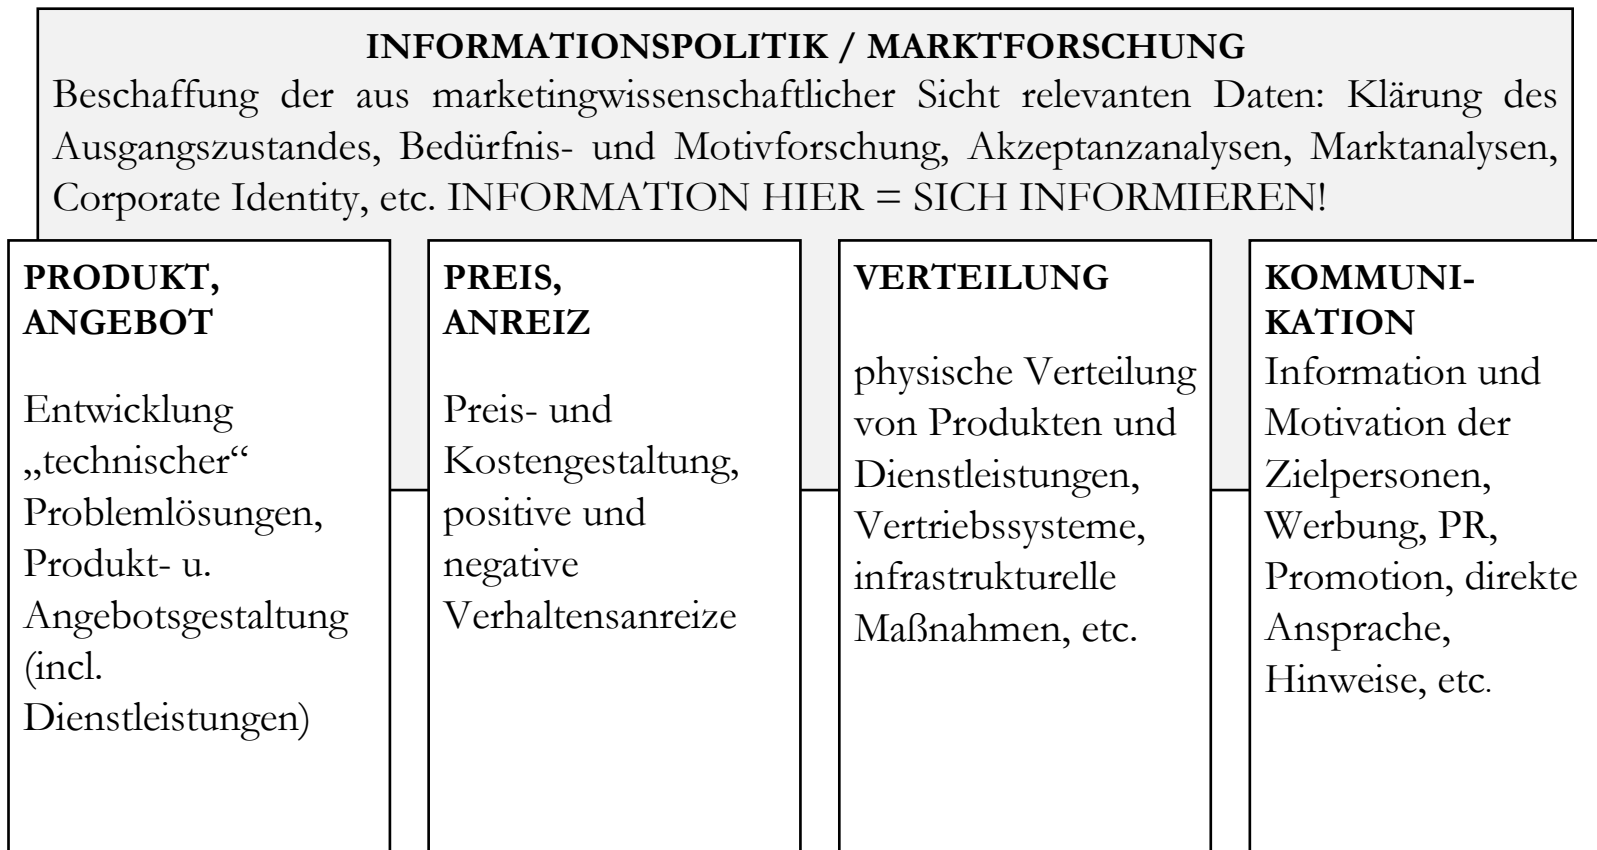 INFORMATIONSPOLITIK / MARKTFORSCHUNG
Beschaffung der aus marketingwissenschaftlicher Sicht relevanten Daten: Klärung des
Ausgangszustandes, Bedürfnis- und Motivforschung, Akzeptanzanalysen, Marktanalysen,
Corporate Identity, etc. INFORMATION HIER = SICH INFORMIEREN!
PRODUKT,
ANGEBOT
Entwicklung
„technischer“
Problemlösungen,
Produkt- u.
Angebotsgestaltung
(incl.
Dienstleistungen)
PREIS,
ANREIZ
Preis- und
Kostengestaltung,
positive und
negative
Verhaltensanreize
VERTEILUNG
physische Verteilung
von Produkten und
Dienstleistungen,
Vertriebssysteme,
infrastrukturelle
Maßnahmen, etc.
KOMMUNI-
KATION
Information und
Motivation der
Zielpersonen,
Werbung, PR,
Promotion, direkte
Ansprache,
Hinweise, etc.